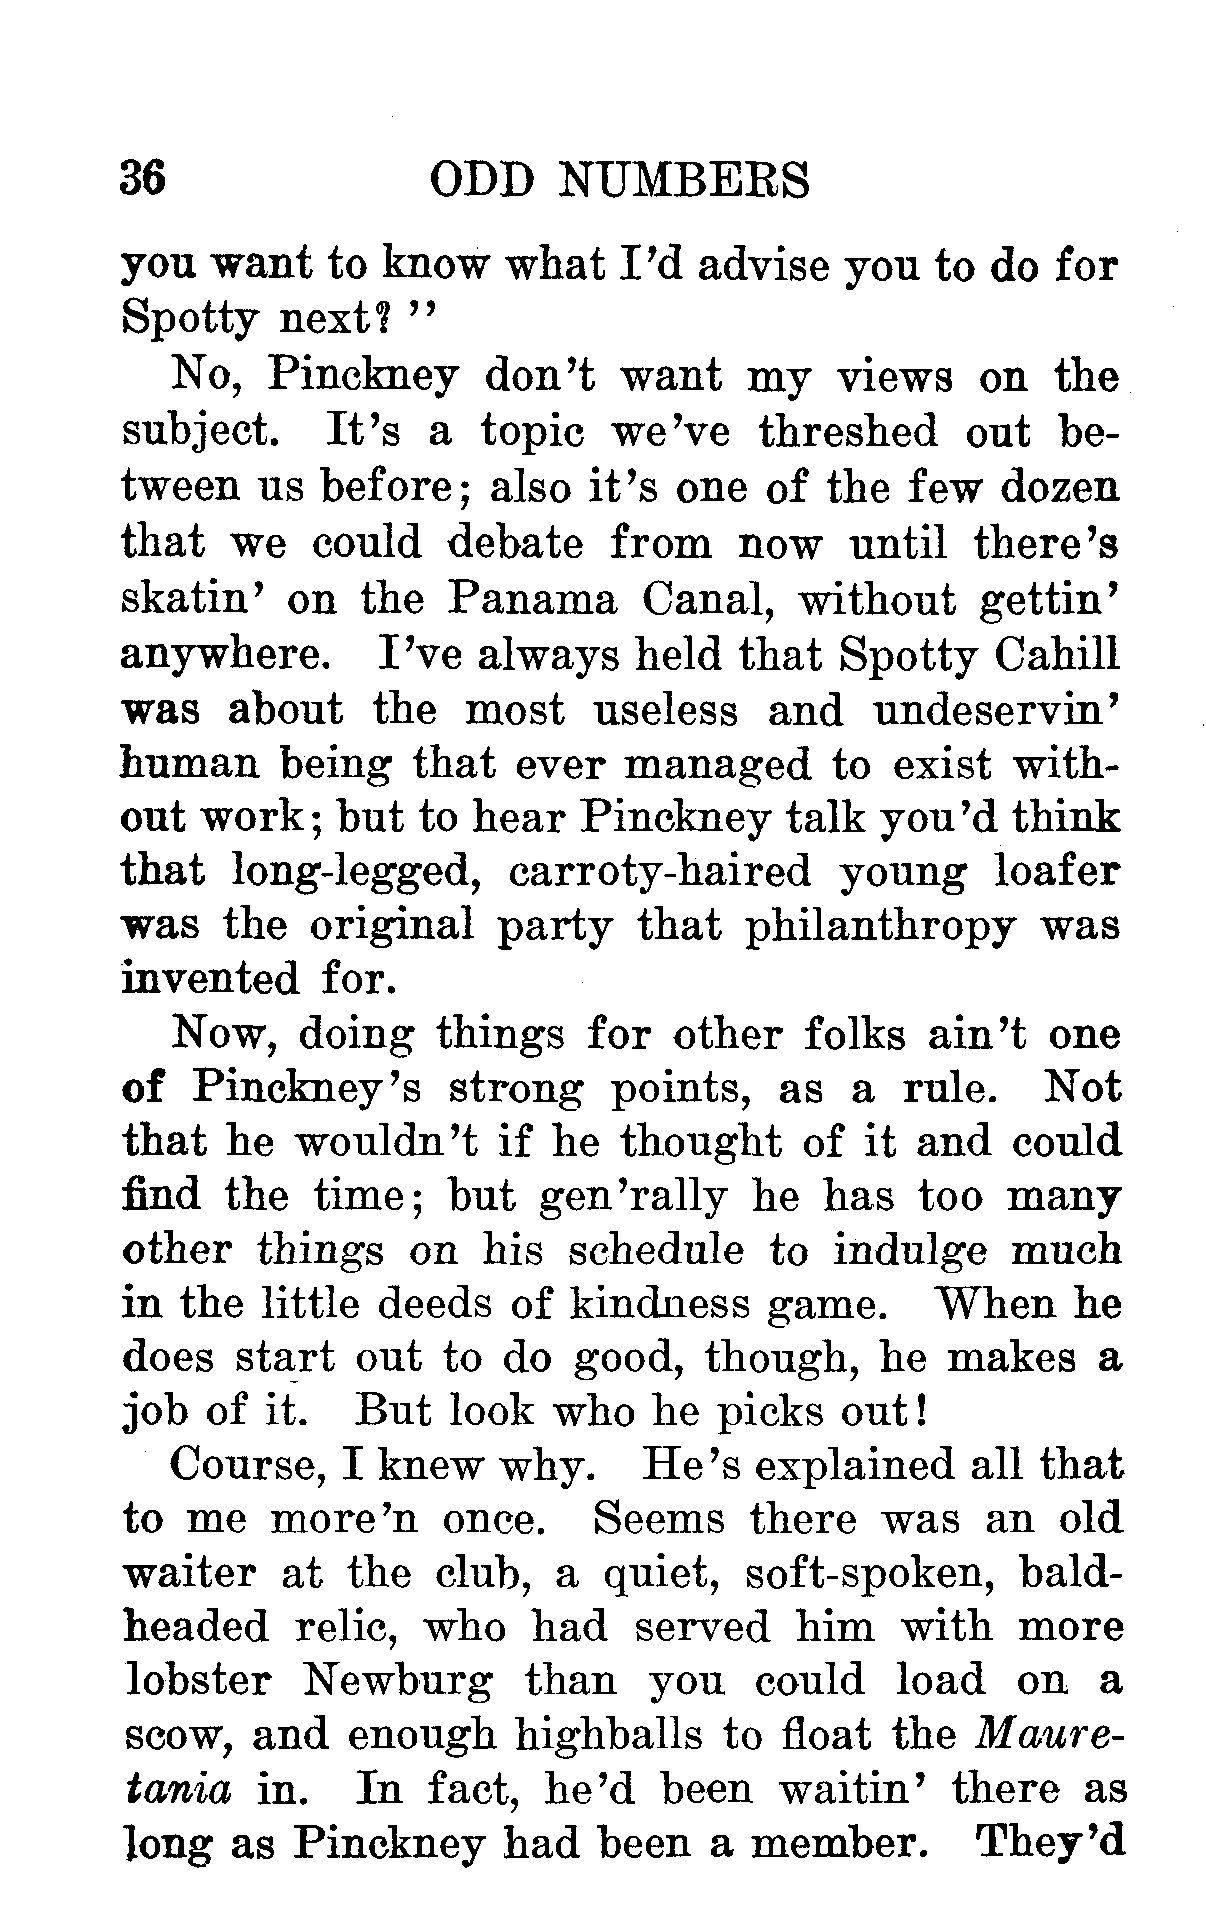 36 ODD NUMBERS
you want to know what I'd advise you to do for
Spotty next? ''
No, Pinckney don't want my views on the
subject. It's a topic we've threshed out be-
tween us before; also it's one of the few dozen
that we could debate from now until there's
skatin' on the Panama Canal, without gettin'
anywhere. I've always held that Spotty Cahill
was about the most useless and undeservin'
human being that ever managed to exist with-
out work; but to hear Pinckney talk you'd think
that long-legged, carroty-haired young loafer
was the original party that philanthropy was
invented for.
Now, doing things for other folks ain't one
of Pinckney's strong points, as a rule. Not
that he wouldn't if he thought of it and could
find the time; but gen'rally he has too many
other things on his schedule to indulge much
in the little deeds of kindness game. When he
does start out to do good, though, he makes a
job of it. But look who he picks out!
Course, I knew why. He's explained all that
to me more'n once. Seems there was an old
waiter at the club, a quiet, soft-spoken, bald-
headed relic, who had served him with more
lobster Newburg than you could load on a
scow, and enough highballs to float the Maure-
tania in. In fact, he'd been waitin' there as
long as Pinckney had been a member. They'd